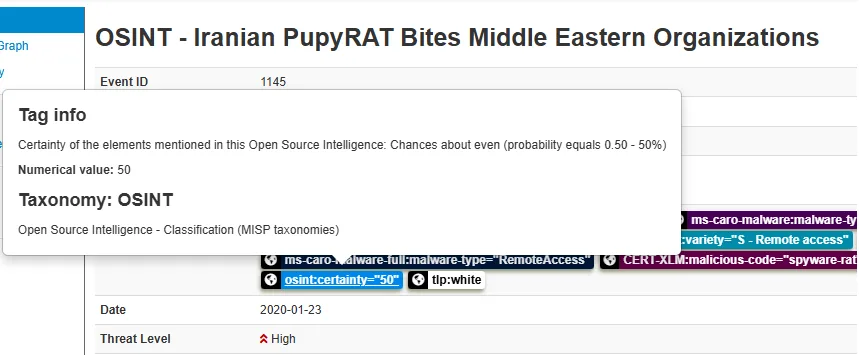 Graph
OSINT - Iranian PupyRAT Bites Middle Eastern Organizations
Event ID 1145
Tag info
Certainty of the elements mentioned in this Open Source Intelligence: Chances about even (probability equals 0.50 - 50%)
Numerical value: 50
Taxonomy: OSINT
Open Source Intelligence - Classification (MISP taxonomies)
ms-caro-malware:malware-ty
:variety="S - Remote access"
ms-caro-malware-full:malware-type="RemoteAccess" CERT-XLM:malicious-code="spyware-rat
osint:certainty="50" tlp:white
Date 2020-01-23
Threat Level High